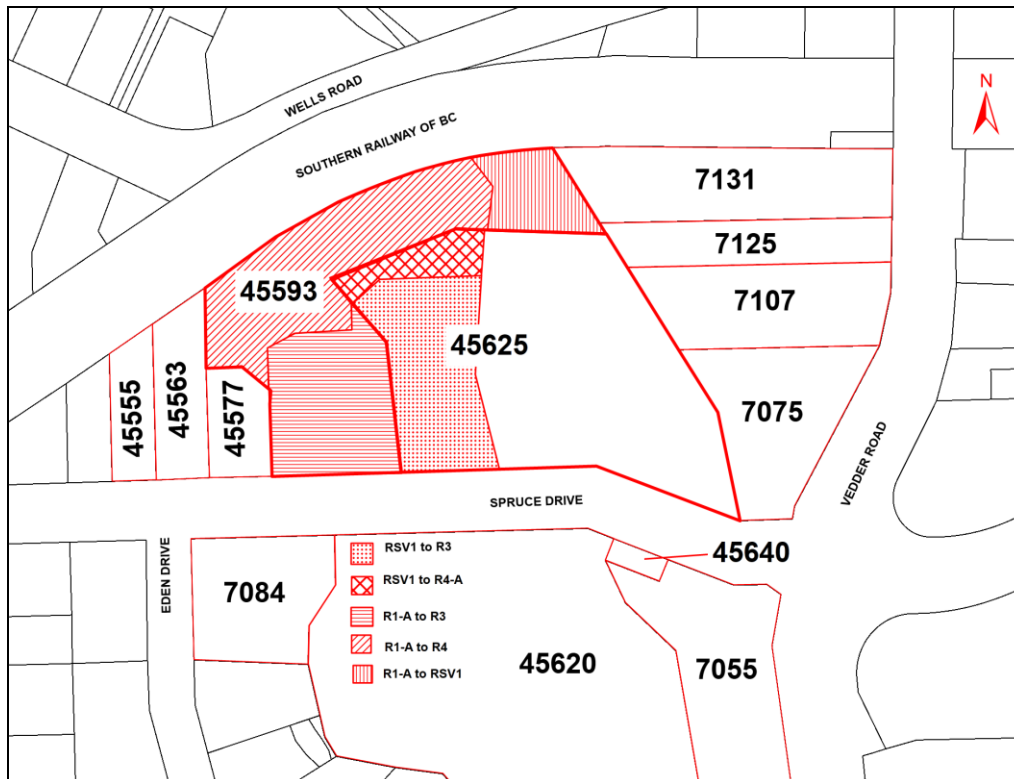 WELLS ROAD
N
SOUTHERN RAILWAY OF BC
7131
7125
45593
7107
45625
45555
45563
45577
7075
VEDDER ROAD
SPRUCE DRIVE
45640
EDEN DRIVE
7084
RSV1 to R3
RSV1 to R4-A
R1-A to R3
R1-A to R4
R1-A to RSV1
45620
7055